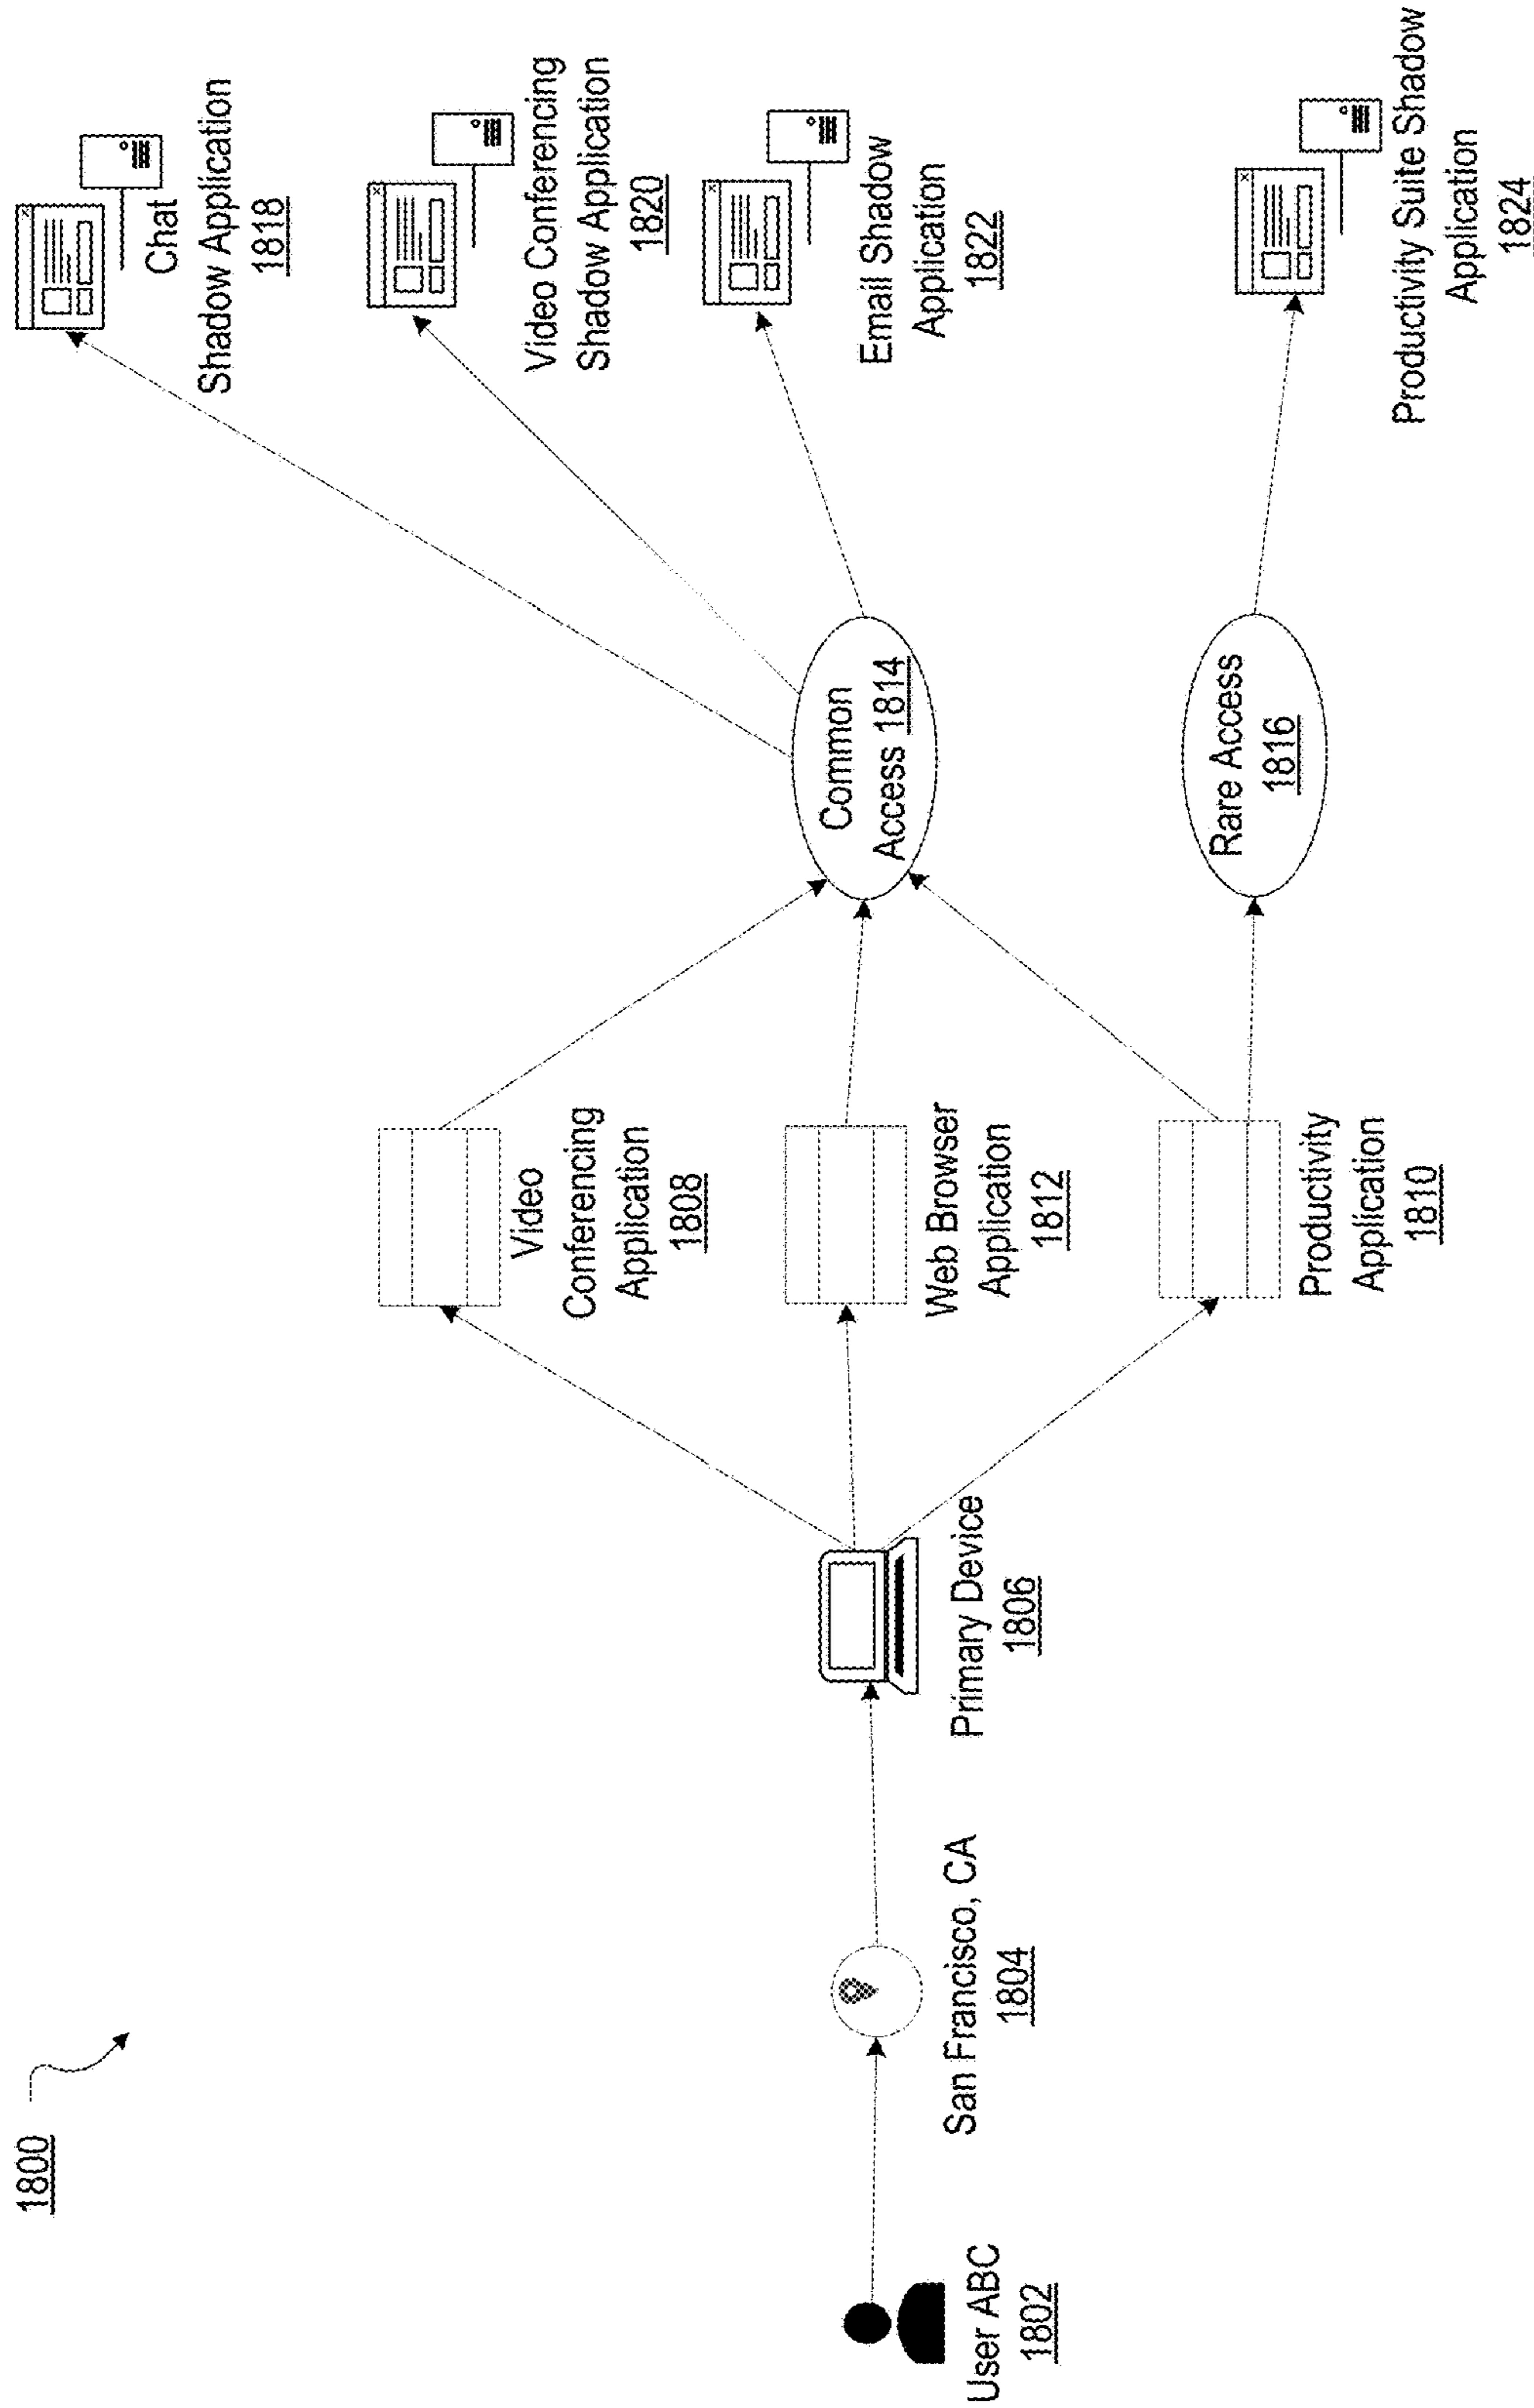 1800
User ABC
1802
San Francisco, CA
1804
Primary Device
1806
Video
Conferencing
Application
1808
Web Browser
Application
1812
Productivity
Application
1810
Common
Access 1814
Rare Access
1816
Chat
Shadow Application
1818
Video Conferencing
Shadow Application
1820
Email Shadow
Application
1822
Productivity Suite Shadow
Application
1824